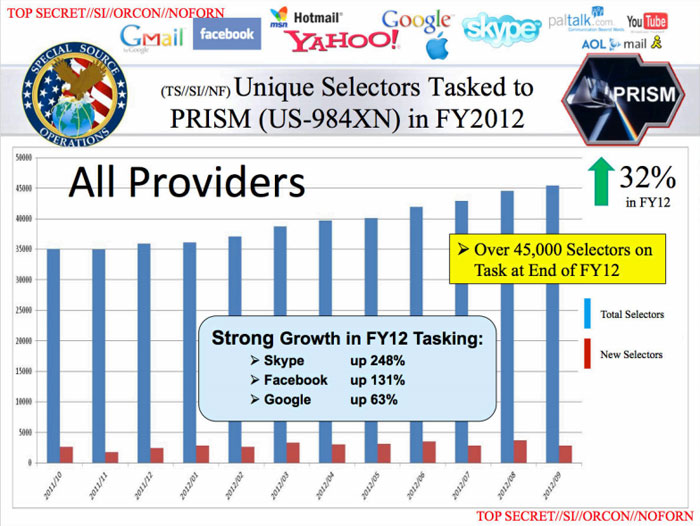 TOP SECRET//SI//ORCON//NOFORN
Gmail
by Google
facebook
msn
Hotmail
YAHOO!
Google
skype
paltalk.com
YouTube
AOL mail
SPECIAL SOURCE
OPERATIONS
(TS//SI//NF) Unique Selectors Tasked to
PRISM (US-984XN) in FY2012
PRISM
All Providers
32%
in FY12
50000
45000
40000
35000
30000
25000
20000
15000
10000
5000
0
Over 45,000 Selectors on
Task at End of FY12
Total Selectors
New Selectors
Strong Growth in FY12 Tasking:
Skype up 248%
Facebook up 131%
Google up 63%
2011/10
2011/11
2011/12
2012/01
2012/02
2012/03
2012/04
2012/05
2012/06
2012/07
2012/08
2012/09
TOP SECRET//SI//ORCON//NOFORN